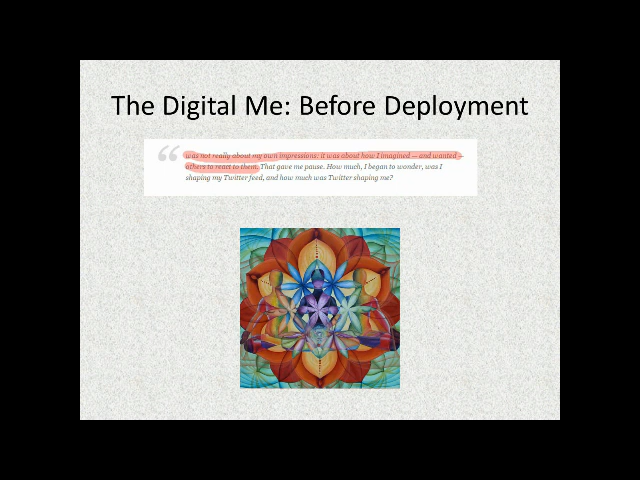 The Digital Me: Before Deployment
“
was not really about my own impressions: it was about how I imagined — and wanted —
others to react to them. That gave me pause. How much, I began to wonder, was I
shaping my Twitter feed, and how much was Twitter shaping me?